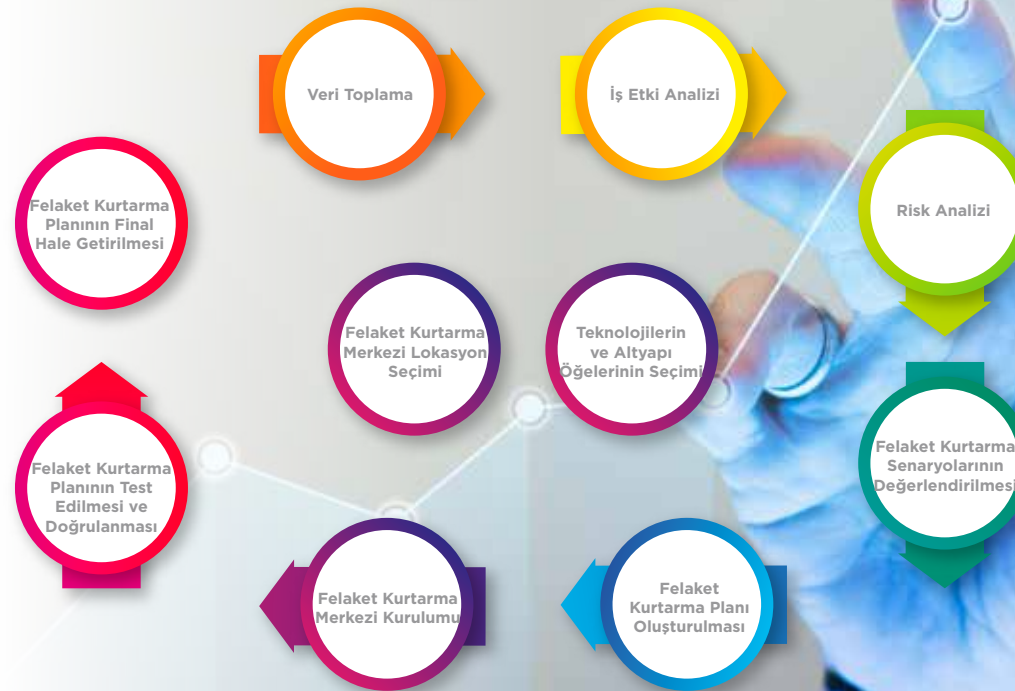 Veri Toplama
İş Etki Analizi
Risk Analizi
Felaket Kurtarma
Senaryolarının
Değerlendirilmesi
Felaket
Kurtarma Planı
Oluşturulması
Felaket Kurtarma
Merkezi Kurulumu
Felaket Kurtarma
Planının Test
Edilmesi ve
Doğrulanması
Felaket Kurtarma
Planının Final
Hale Getirilmesi
Felaket Kurtarma
Merkezi Lokasyon
Seçimi
Teknolojilerin
ve Altyapı
Öğelerinin Seçimi